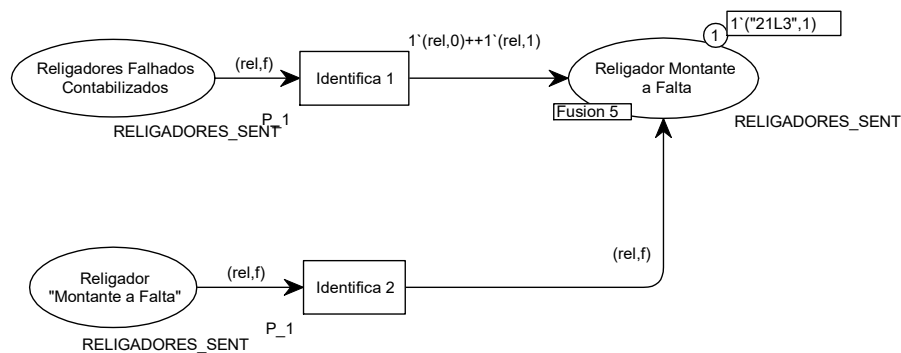 1`("21L3",1)
1
1`(rel,0)++1`(rel,1)
Religadores Falhados
Contabilizados
(rel,f)
Identifica 1
Religador Montante
a Falta
Fusion 5
P_1
RELIGADORES_SENT
RELIGADORES_SENT
(rel,f)
Religador
"Montante a Falta"
(rel,f)
Identifica 2
P_1
RELIGADORES_SENT